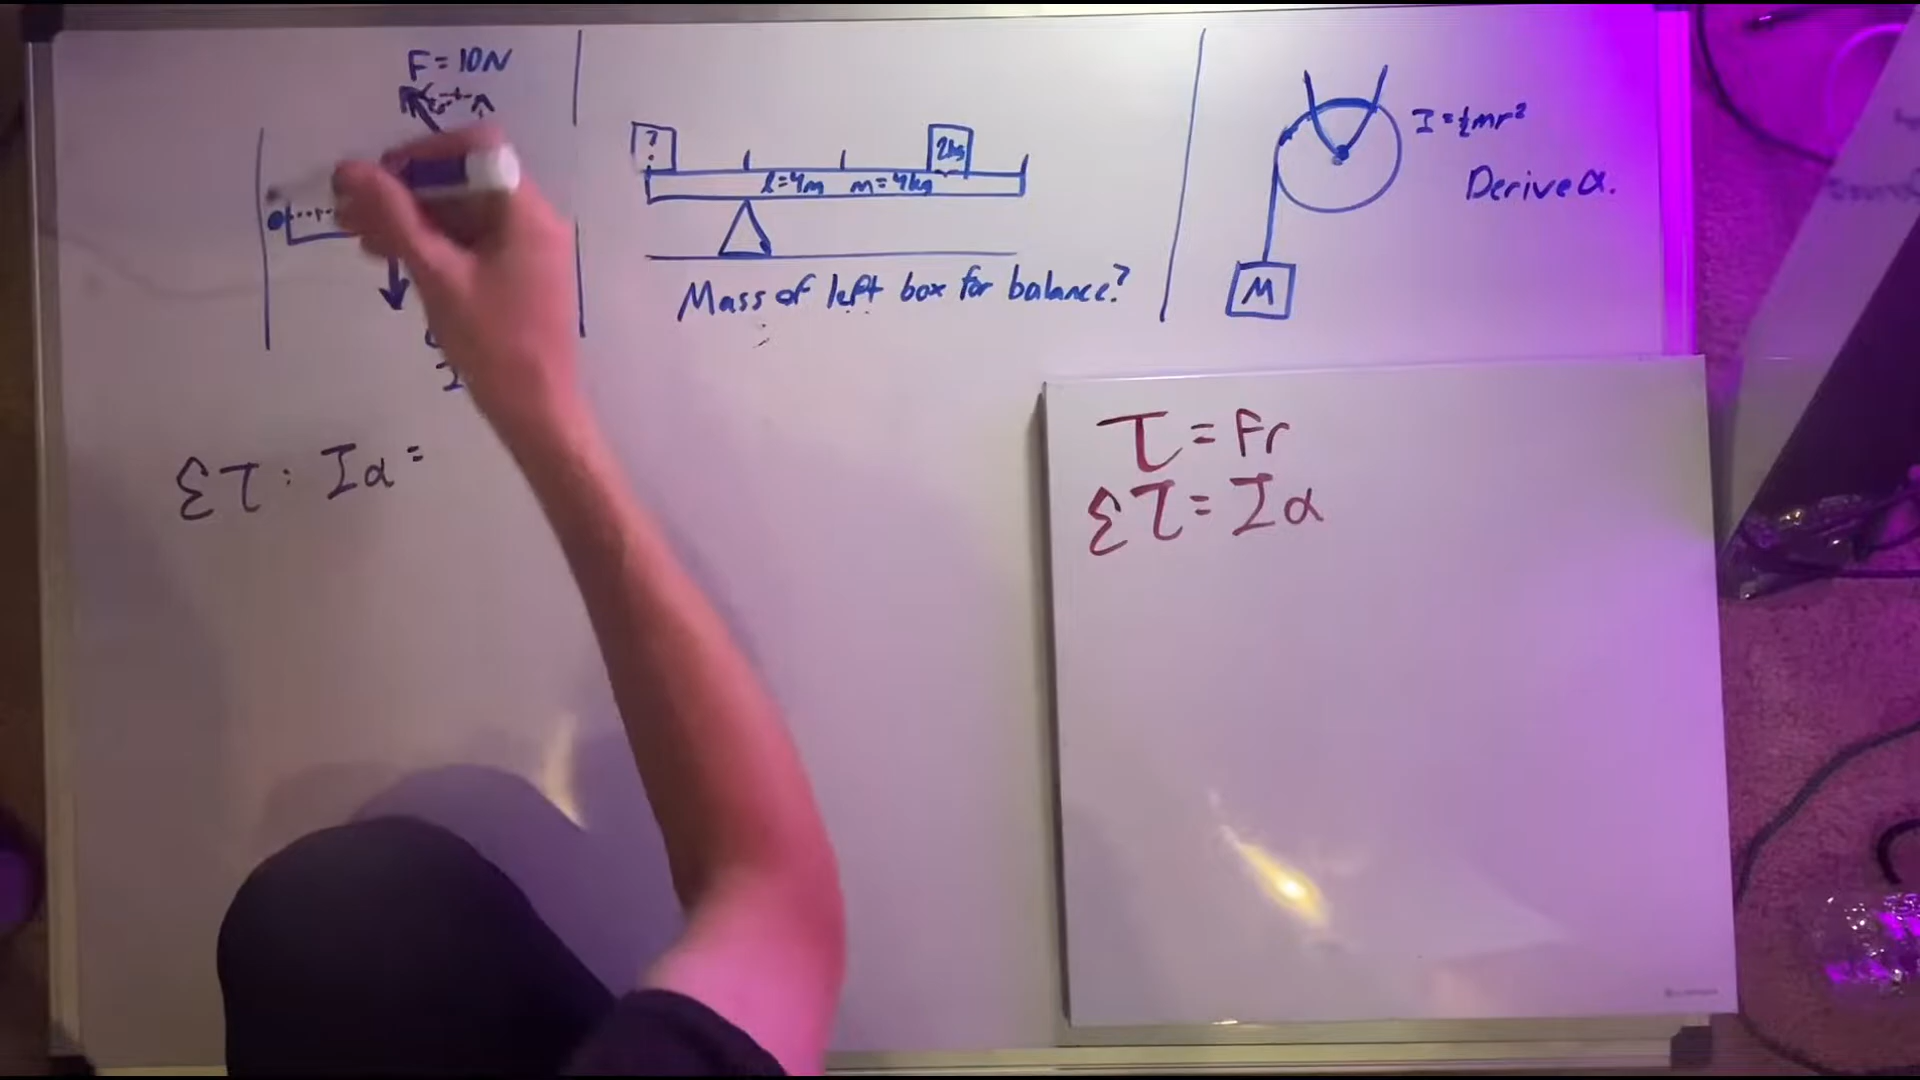 F = 10N
?
2kg
l = 4m m = 4kg
Mass of left box for balance?
I = ½mr²
Derive α.
M
Στ : Iα =
τ = Fr
Στ = Iα